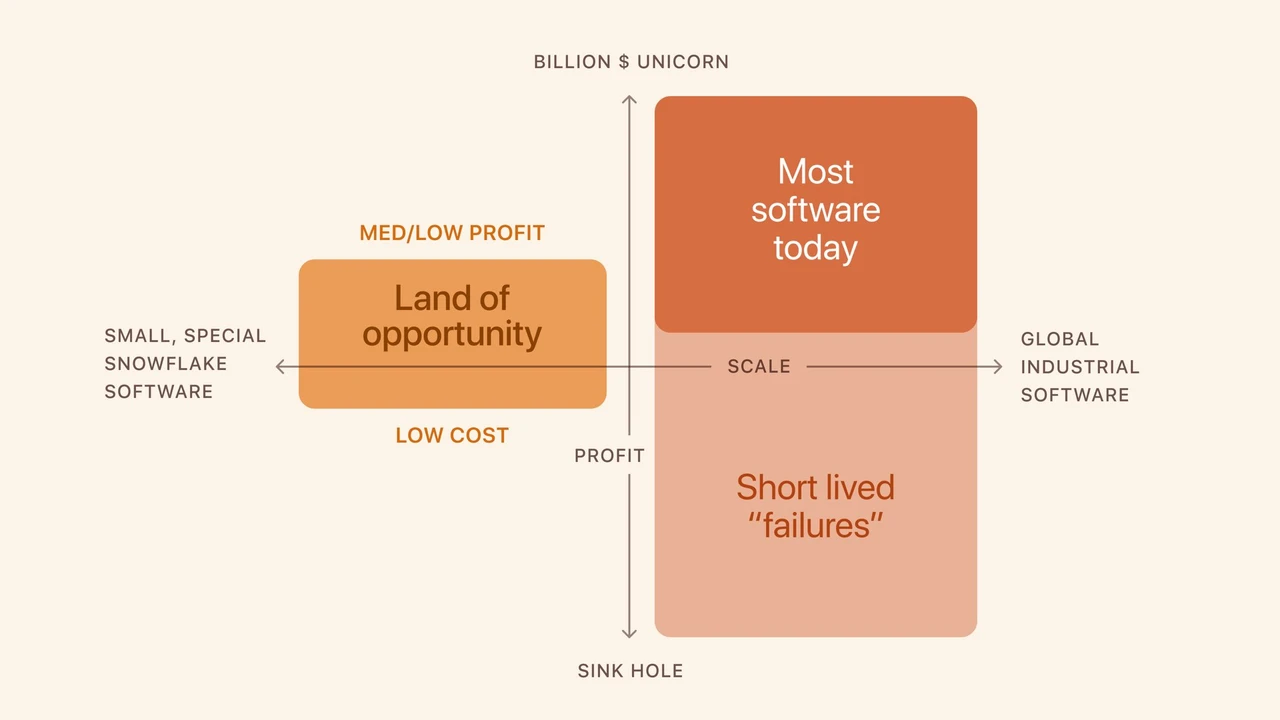 BILLION $ UNICORN
Most
software
today
MED/LOW PROFIT
Land of
opportunity
SMALL, SPECIAL
SNOWFLAKE
SOFTWARE
SCALE
GLOBAL
INDUSTRIAL
SOFTWARE
LOW COST
PROFIT
Short lived
“failures”
SINK HOLE